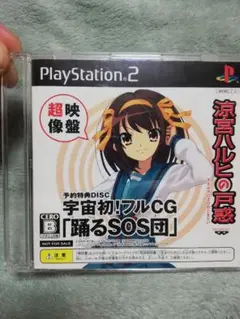 PlayStation 2
超映像盤
涼宮ハルヒの戸惑
予約特典DISC
宇宙初!フルCG
「踊るSOS団」
CERO
B
NOT FOR SALE